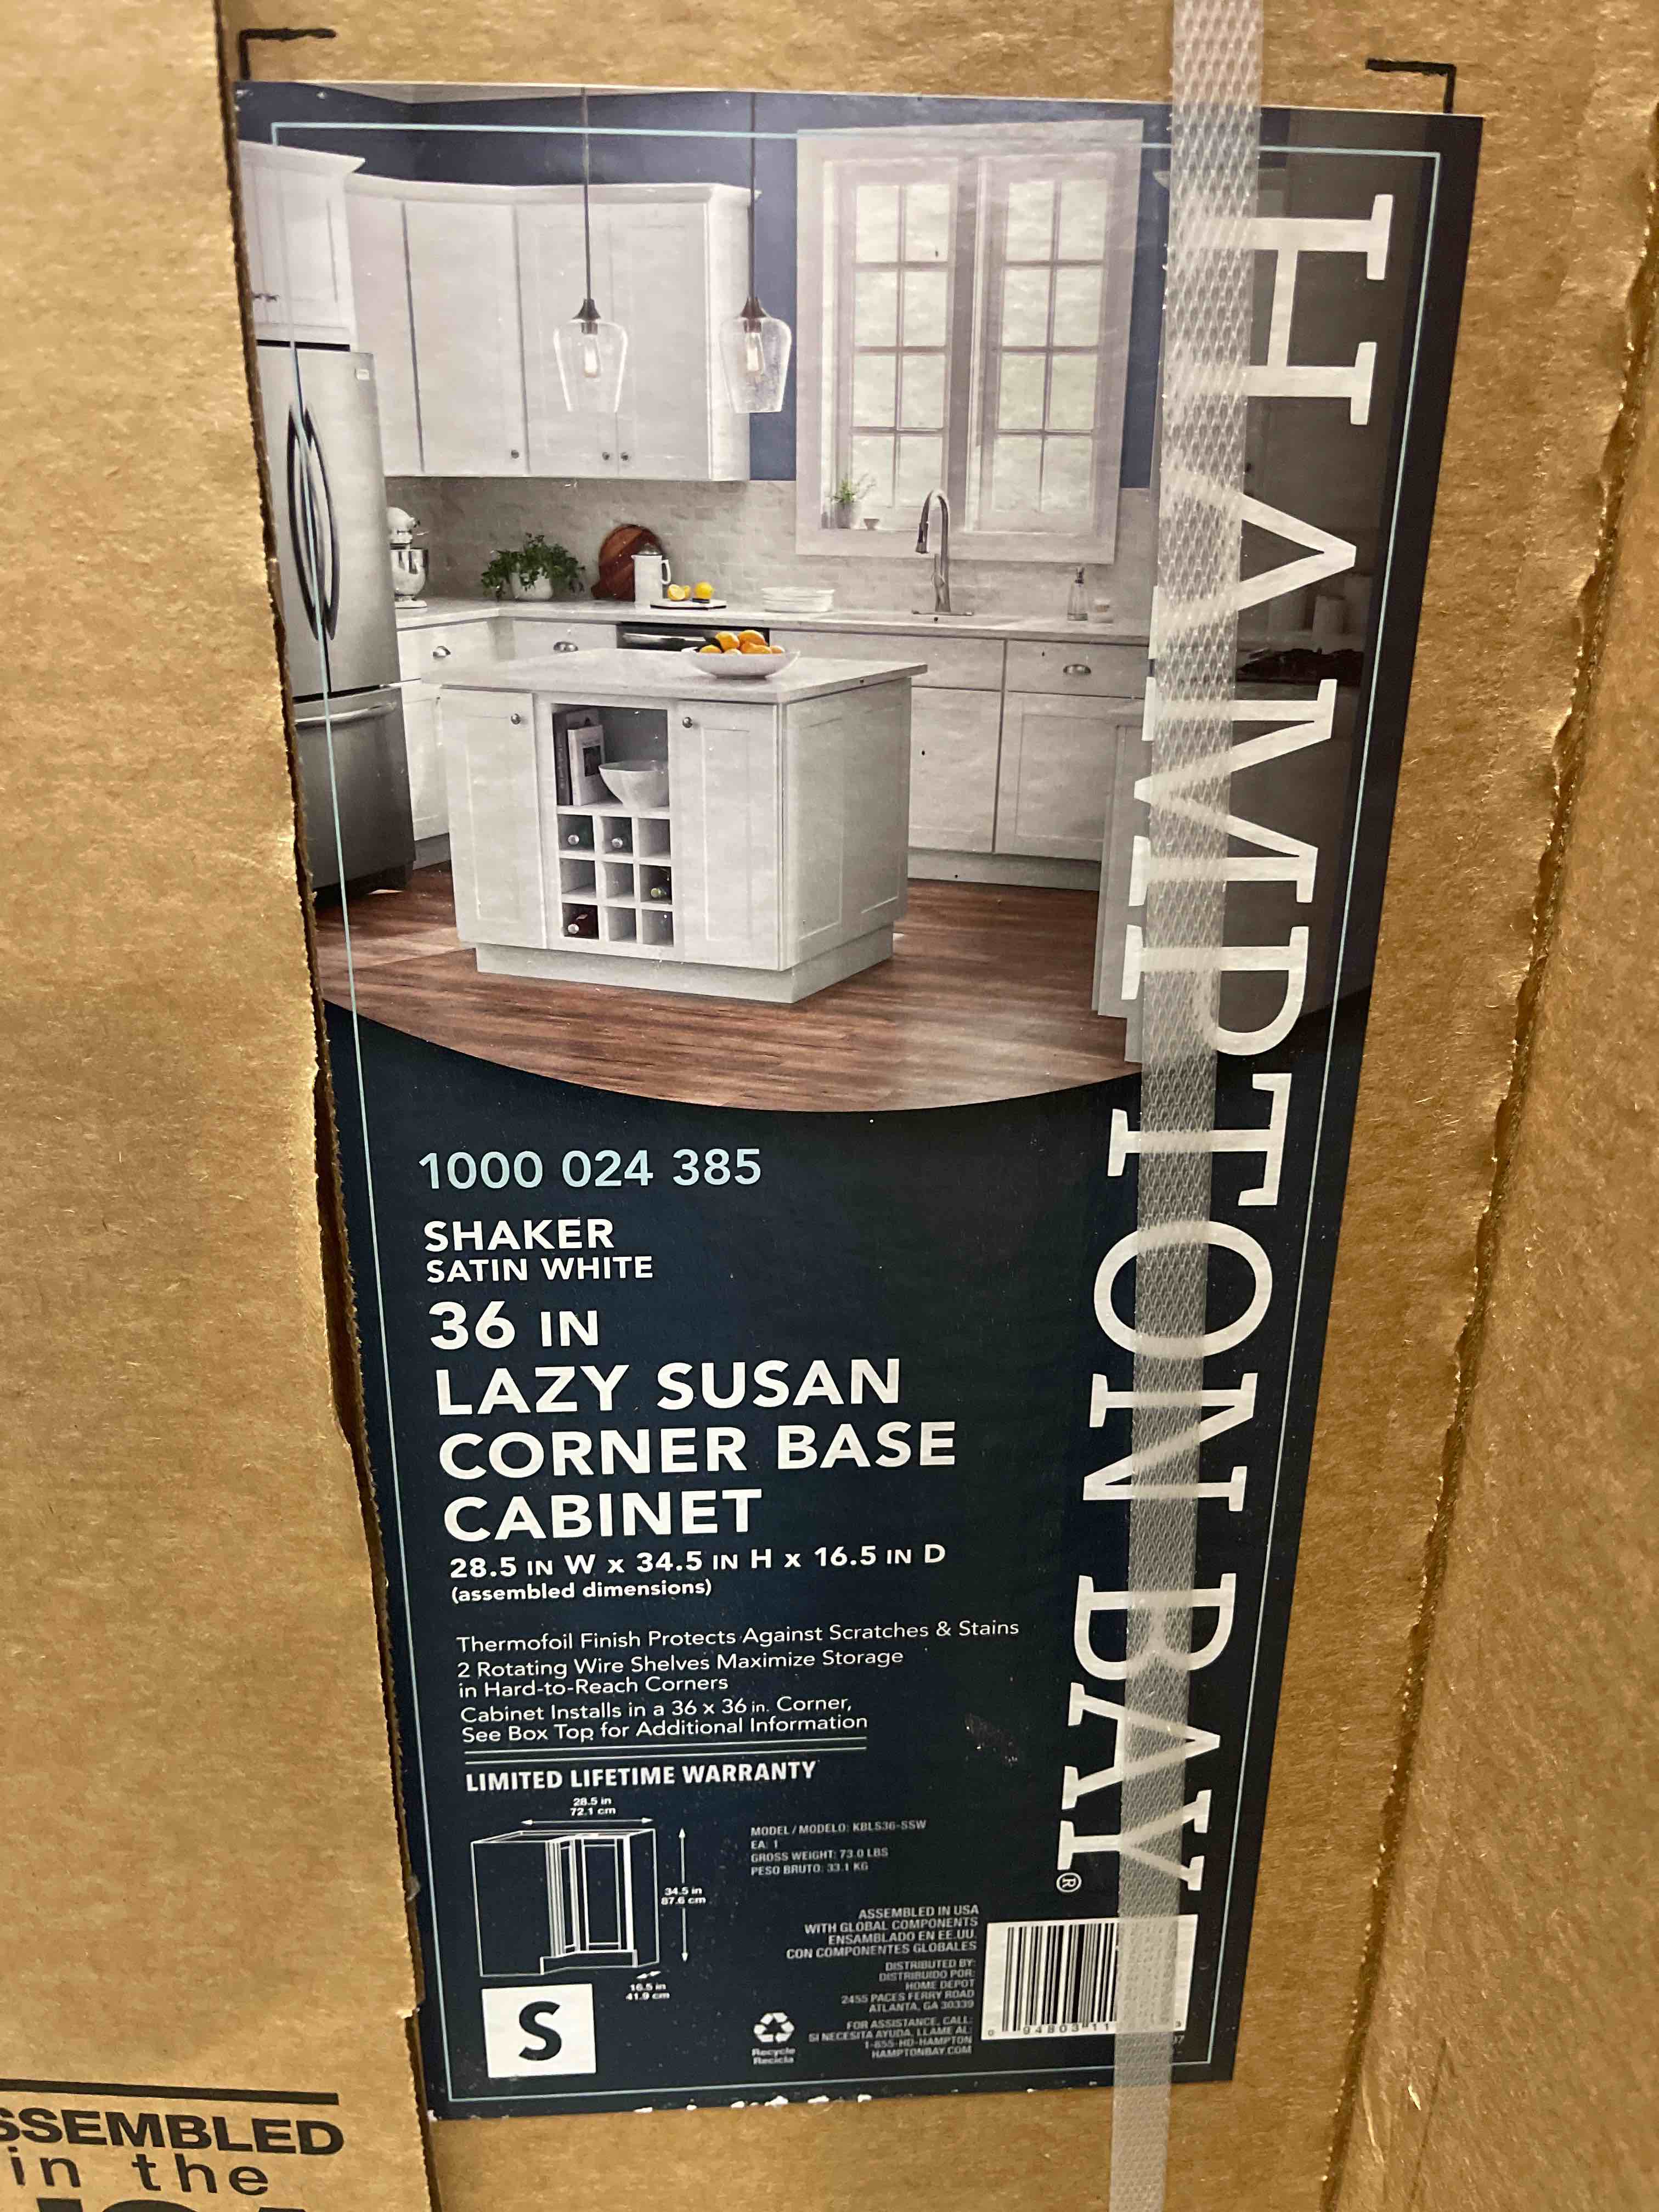 HAMPTON BAY®
1000 024 385
SHAKER
SATIN WHITE
36 IN
LAZY SUSAN
CORNER BASE
CABINET
28.5 IN W x 34.5 IN H x 16.5 IN D
(assembled dimensions)
Thermofoil Finish Protects Against Scratches & Stains
2 Rotating Wire Shelves Maximize Storage
in Hard-to-Reach Corners
Cabinet Installs in a 36 x 36 in. Corner,
See Box Top for Additional Information
LIMITED LIFETIME WARRANTY
28.5 in
72.1 cm
34.5 in
87.6 cm
16.5 in
41.9 cm
MODEL / MODELO: KBLS36-SSW
EA: 1
GROSS WEIGHT: 73.0 LBS
PESO BRUTO: 33.1 KG
ASSEMBLED IN USA
WITH GLOBAL COMPONENTS
ENSAMBLADO EN EE.UU.
CON COMPONENTES GLOBALES
DISTRIBUTED BY:
DISTRIBUIDO POR:
HOME DEPOT
2455 PACES FERRY ROAD
ATLANTA, GA 30339
FOR ASSISTANCE, CALL:
SI NECESITA AYUDA, LLAME AL:
1-855-HD-HAMPTON
HAMPTONBAY.COM
S
Recycle
Recicla
SSEMBLED
in the